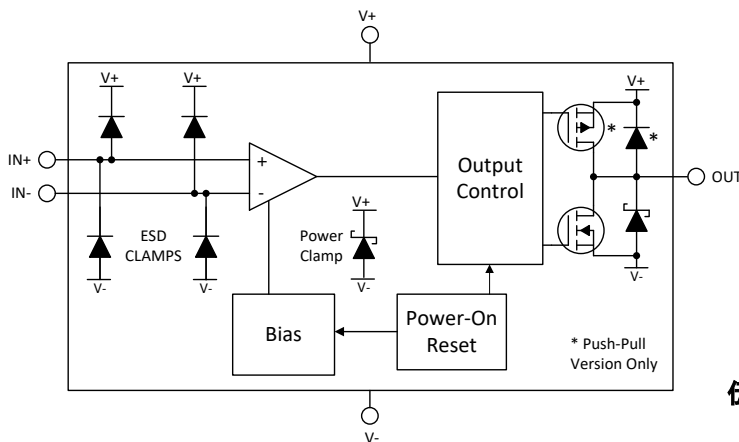 V+
V+
V+
V+
*
*
IN+
IN-
+
-
Output
Control
OUT
ESD
CLAMPS
V+
Power
Clamp
V-
V-
V-
V-
Bias
Power-On
Reset
* Push-Pull
Version Only
V-